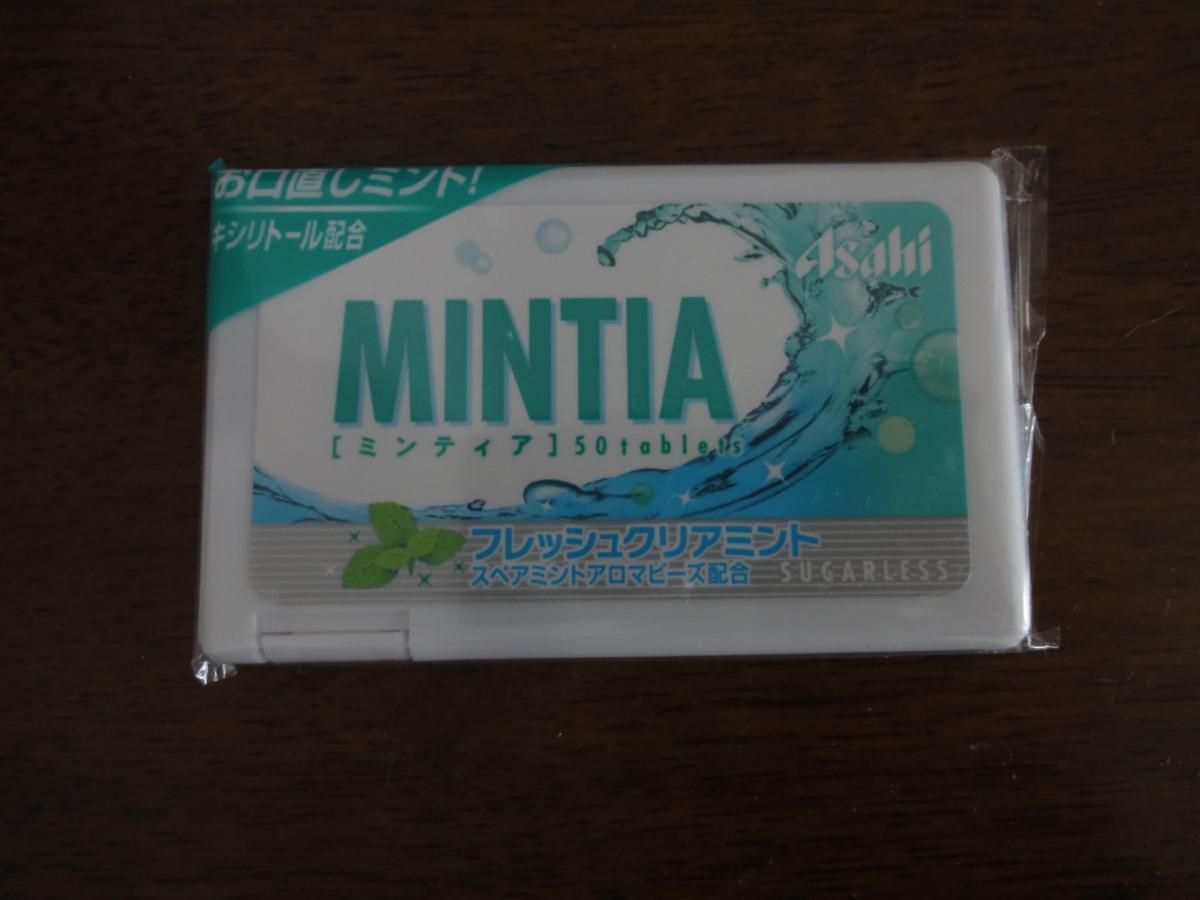 お口直しミント!
キシリトール配合
Asahi
MINTIA
[ミンティア]50tablets
フレッシュクリアミント
スペアミントアロマビーズ配合
SUGARLESS